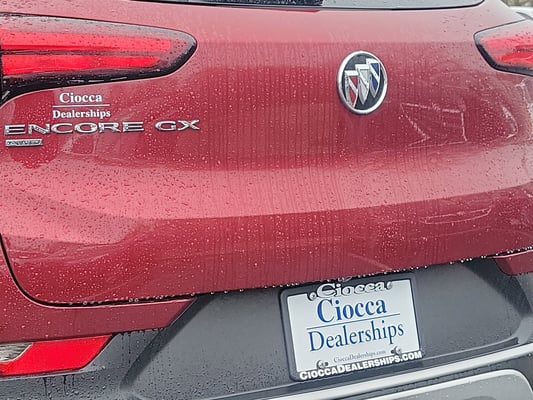 Ciocca
Dealerships
ENCORE GX
AWD
Ciocca
Ciocca
Dealerships
CioccaDealerships.com
CIOCCADEALERSHIPS.COM